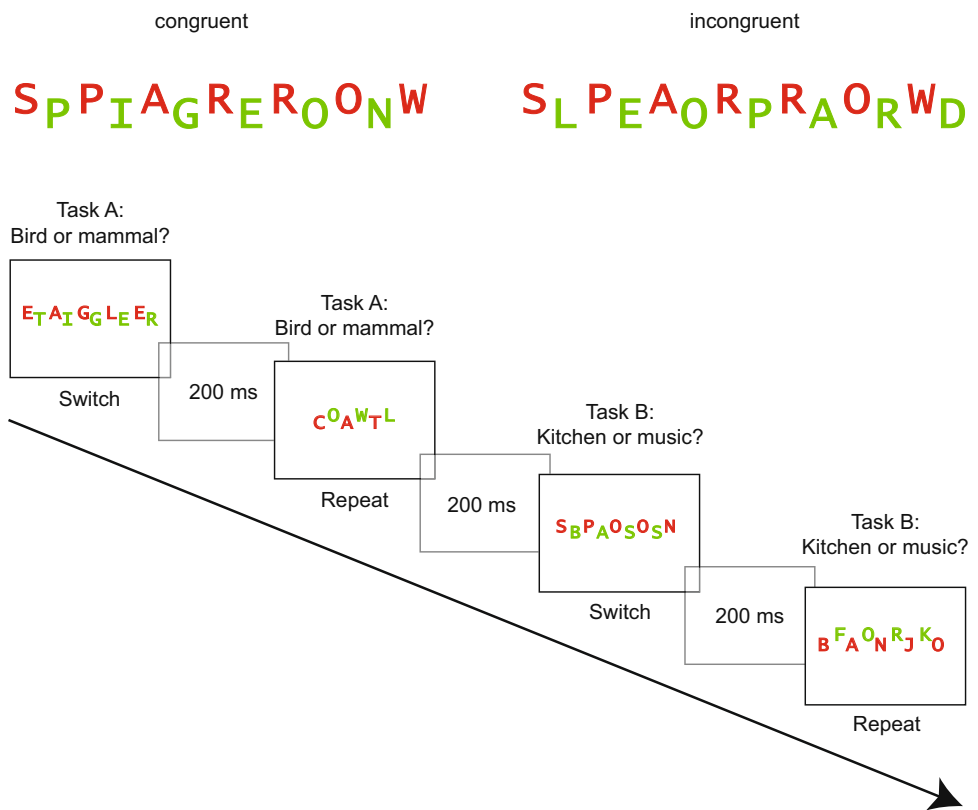 congruent
incongruent
SPPIAGREROONW
SLPEAORPRAORWD
Task A:
Bird or mammal?
ETAIGGLEER
Switch
200 ms
Task A:
Bird or mammal?
COAWTL
Repeat
200 ms
Task B:
Kitchen or music?
SBPAOSOSN
Switch
200 ms
Task B:
Kitchen or music?
BFAONRJKO
Repeat